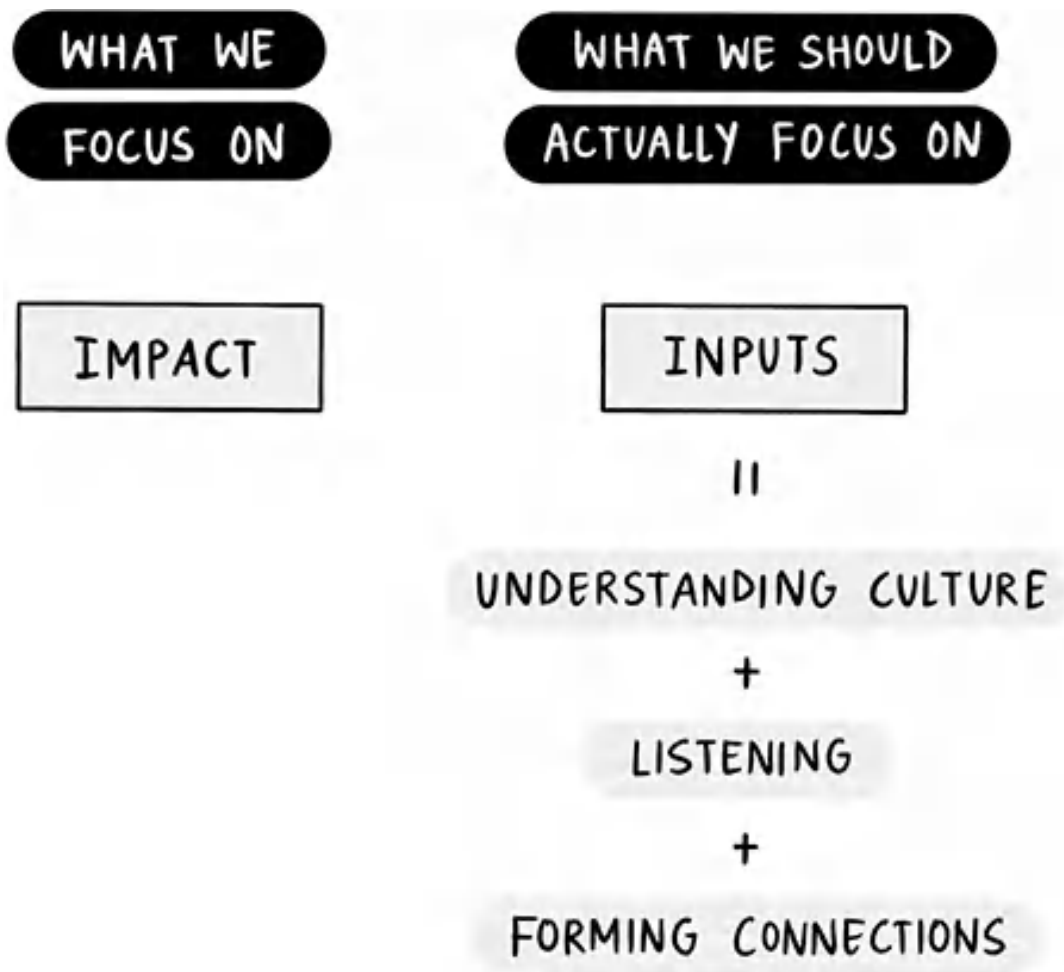 WHAT WE
FOCUS ON
WHAT WE SHOULD
ACTUALLY FOCUS ON
IMPACT
INPUTS
=
UNDERSTANDING CULTURE
+
LISTENING
+
FORMING CONNECTIONS